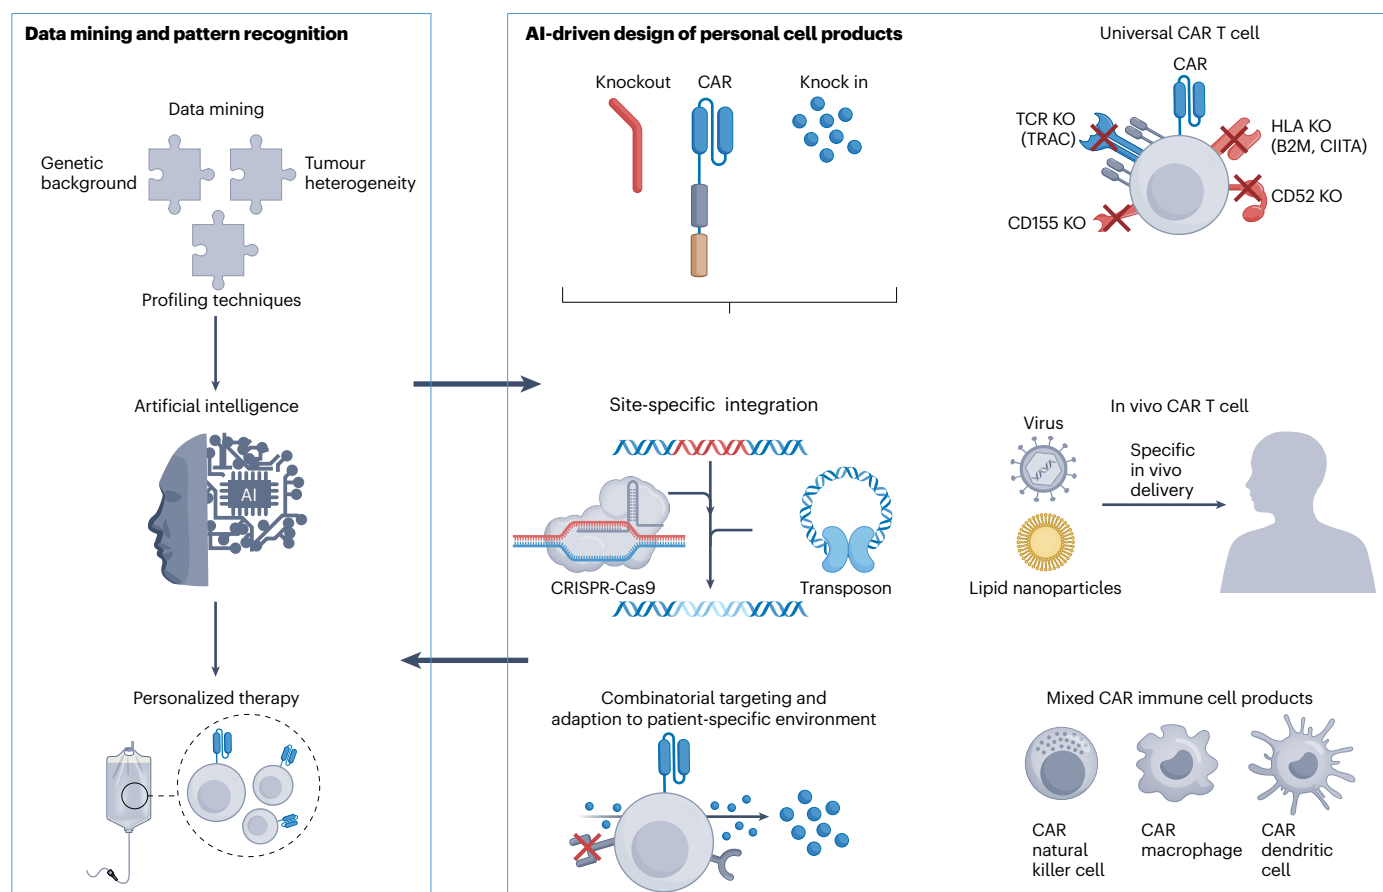 Data mining and pattern recognition
Data mining
Genetic
background
Tumour
heterogeneity
Profiling techniques
Artificial intelligence
AI
Personalized therapy
AI-driven design of personal cell products
Knockout
CAR
Knock in
Universal CAR T cell
CAR
TCR KO
(TRAC)
HLA KO
(B2M, CIITA)
CD52 KO
CD155 KO
Site-specific integration
CRISPR-Cas9
Transposon
In vivo CAR T cell
Virus
Specific
in vivo
delivery
Lipid nanoparticles
Combinatorial targeting and
adaption to patient-specific environment
Mixed CAR immune cell products
CAR
natural
killer cell
CAR
macrophage
CAR
dendritic
cell